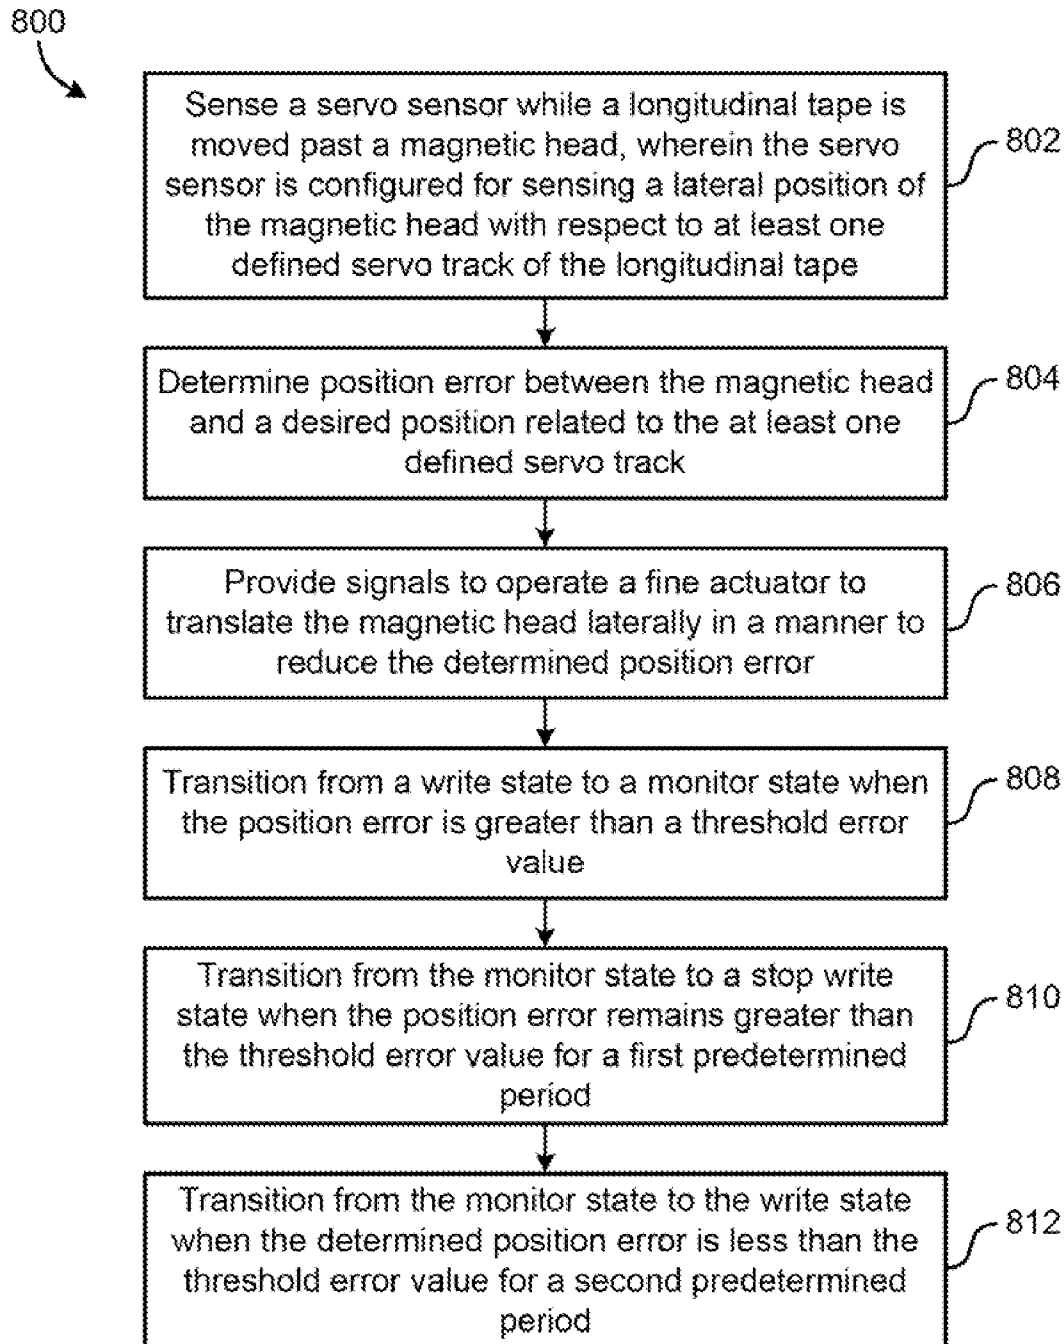 800
Sense a servo sensor while a longitudinal tape is
moved past a magnetic head, wherein the servo
sensor is configured for sensing a lateral position of
the magnetic head with respect to at least one
defined servo track of the longitudinal tape
802
Determine position error between the magnetic head
and a desired position related to the at least one
defined servo track
804
Provide signals to operate a fine actuator to
translate the magnetic head laterally in a manner to
reduce the determined position error
806
Transition from a write state to a monitor state when
the position error is greater than a threshold error
value
808
Transition from the monitor state to a stop write
state when the position error remains greater than
the threshold error value for a first predetermined
period
810
Transition from the monitor state to the write state
when the determined position error is less than the
threshold error value for a second predetermined
period
812